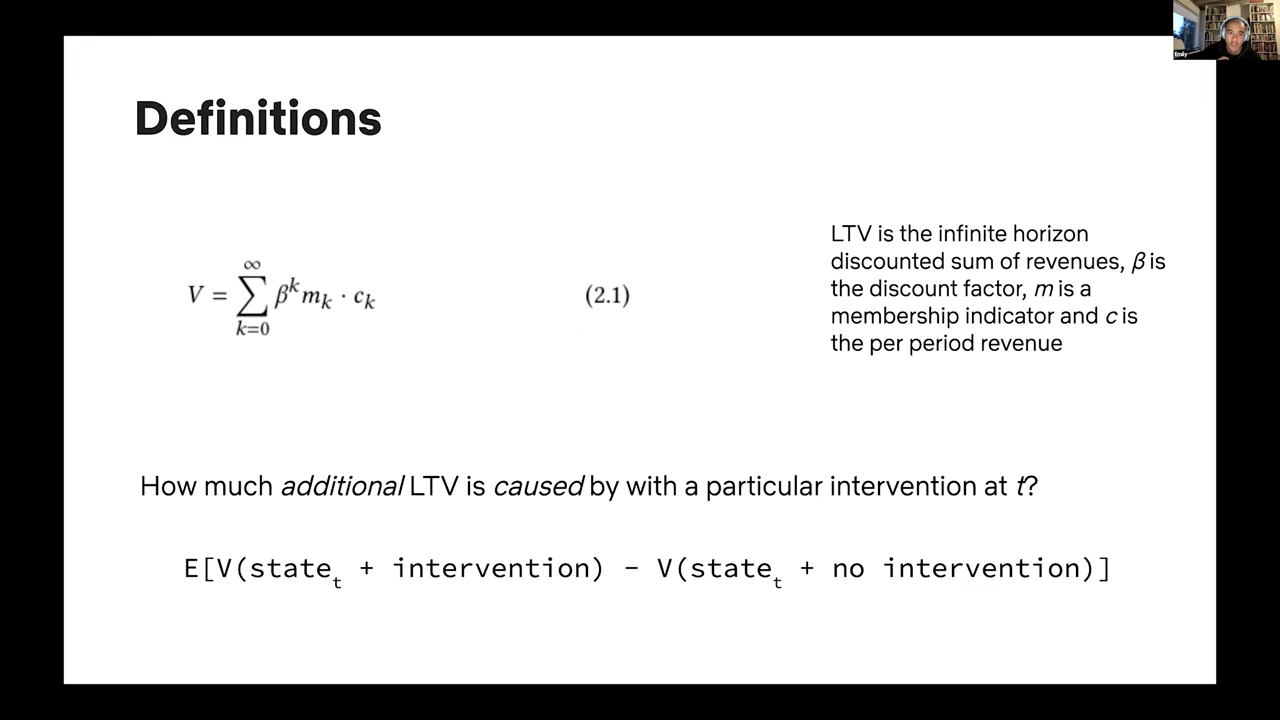 Definitions
V = ∑_{k=0}^{∞} β^k m_k · c_k (2.1)
LTV is the infinite horizon
discounted sum of revenues, β is
the discount factor, m is a
membership indicator and c is
the per period revenue
How much additional LTV is caused by with a particular intervention at t?
E[V(state_t + intervention) − V(state_t + no intervention)]
Emily